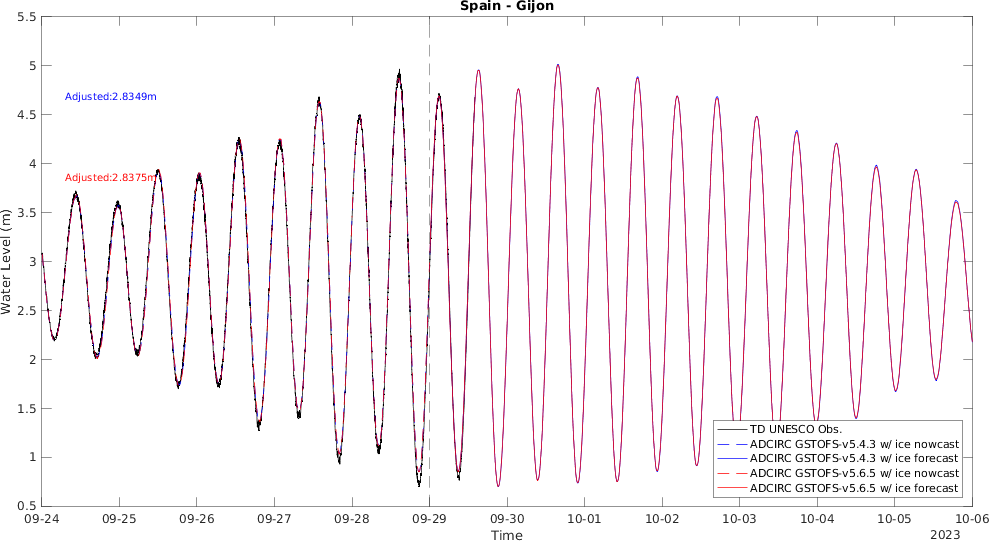 Spain - Gijon
5.5
5
4.5
4
3.5
3
2.5
2
1.5
1
0.5
Water Level (m)
Adjusted:2.8349m
Adjusted:2.8375m
TD UNESCO Obs.
ADCIRC GSTOFS-v5.4.3 w/ ice nowcast
ADCIRC GSTOFS-v5.4.3 w/ ice forecast
ADCIRC GSTOFS-v5.6.5 w/ ice nowcast
ADCIRC GSTOFS-v5.6.5 w/ ice forecast
09-24 09-25 09-26 09-27 09-28 09-29 09-30 10-01 10-02 10-03 10-04 10-05 10-06
Time
2023